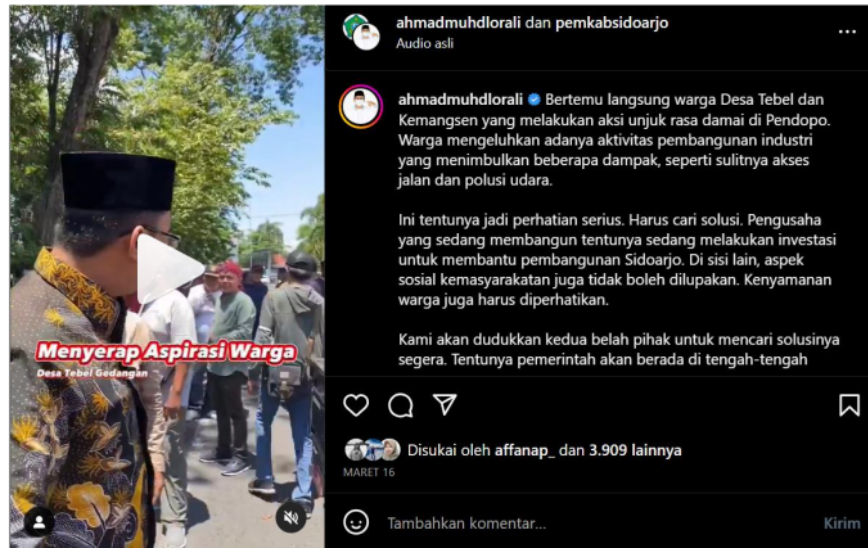 ahmadmuhdlorali dan pemkabsidoarjo
Audio asli
ahmadmuhdlorali Bertemu langsung warga Desa Tebel dan
Kemangsen yang melakukan aksi unjuk rasa damai di Pendopo.
Warga mengeluhkan adanya aktivitas pembangunan industri
yang menimbulkan beberapa dampak, seperti sulitnya akses
jalan dan polusi udara.
Ini tentunya jadi perhatian serius. Harus cari solusi. Pengusaha
yang sedang membangun tentunya sedang melakukan investasi
untuk membantu pembangunan Sidoarjo. Di sisi lain, aspek
sosial kemasyarakatan juga tidak boleh dilupakan. Kenyamanan
warga juga harus diperhatikan.
Kami akan dudukkan kedua belah pihak untuk mencari solusinya
segera. Tentunya pemerintah akan berada di tengah-tengah
Menyerap Aspirasi Warga
Desa Tebel Gedangan
Disukai oleh affanap_ dan 3.909 lainnya
MARET 16
Tambahkan komentar...
Kirim